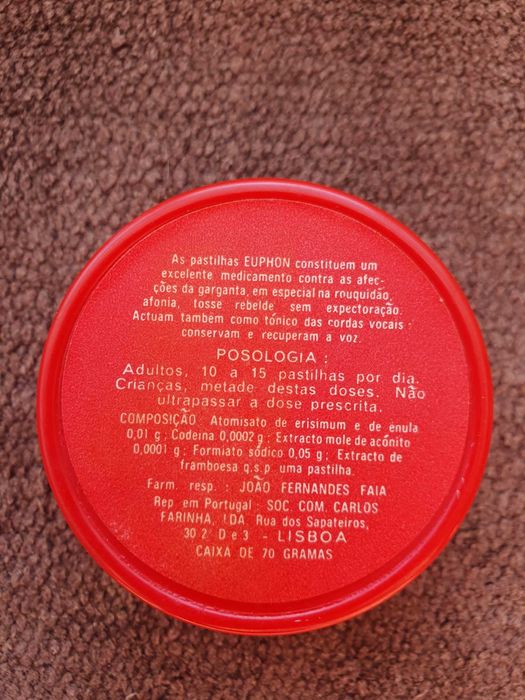 As pastilhas EUPHON constituem um
excelente medicamento contra as afec-
ções da garganta, em especial na rouquidão,
afonia, tosse rebelde sem expectoração.
Actuam também como tónico das cordas vocais :
conservam e recuperam a voz.
POSOLOGIA :
Adultos, 10 a 15 pastilhas por dia.
Crianças, metade destas doses. Não
ultrapassar a dose prescrita.
COMPOSIÇÃO Atomisato de erisimum e de enula
0,01 g ; Codeina 0,0002 g ; Extracto mole de acónito
0,0001 g ; Formiato sódico 0,05 g ; Extracto de
framboesa q.s.p. uma pastilha.
Farm. resp. : JOÃO FERNANDES FAIA
Rep em Portugal : SOC. COM. CARLOS
FARINHA, LDA, Rua dos Sapateiros,
30 2. D e 3 - LISBOA
CAIXA DE 70 GRAMAS